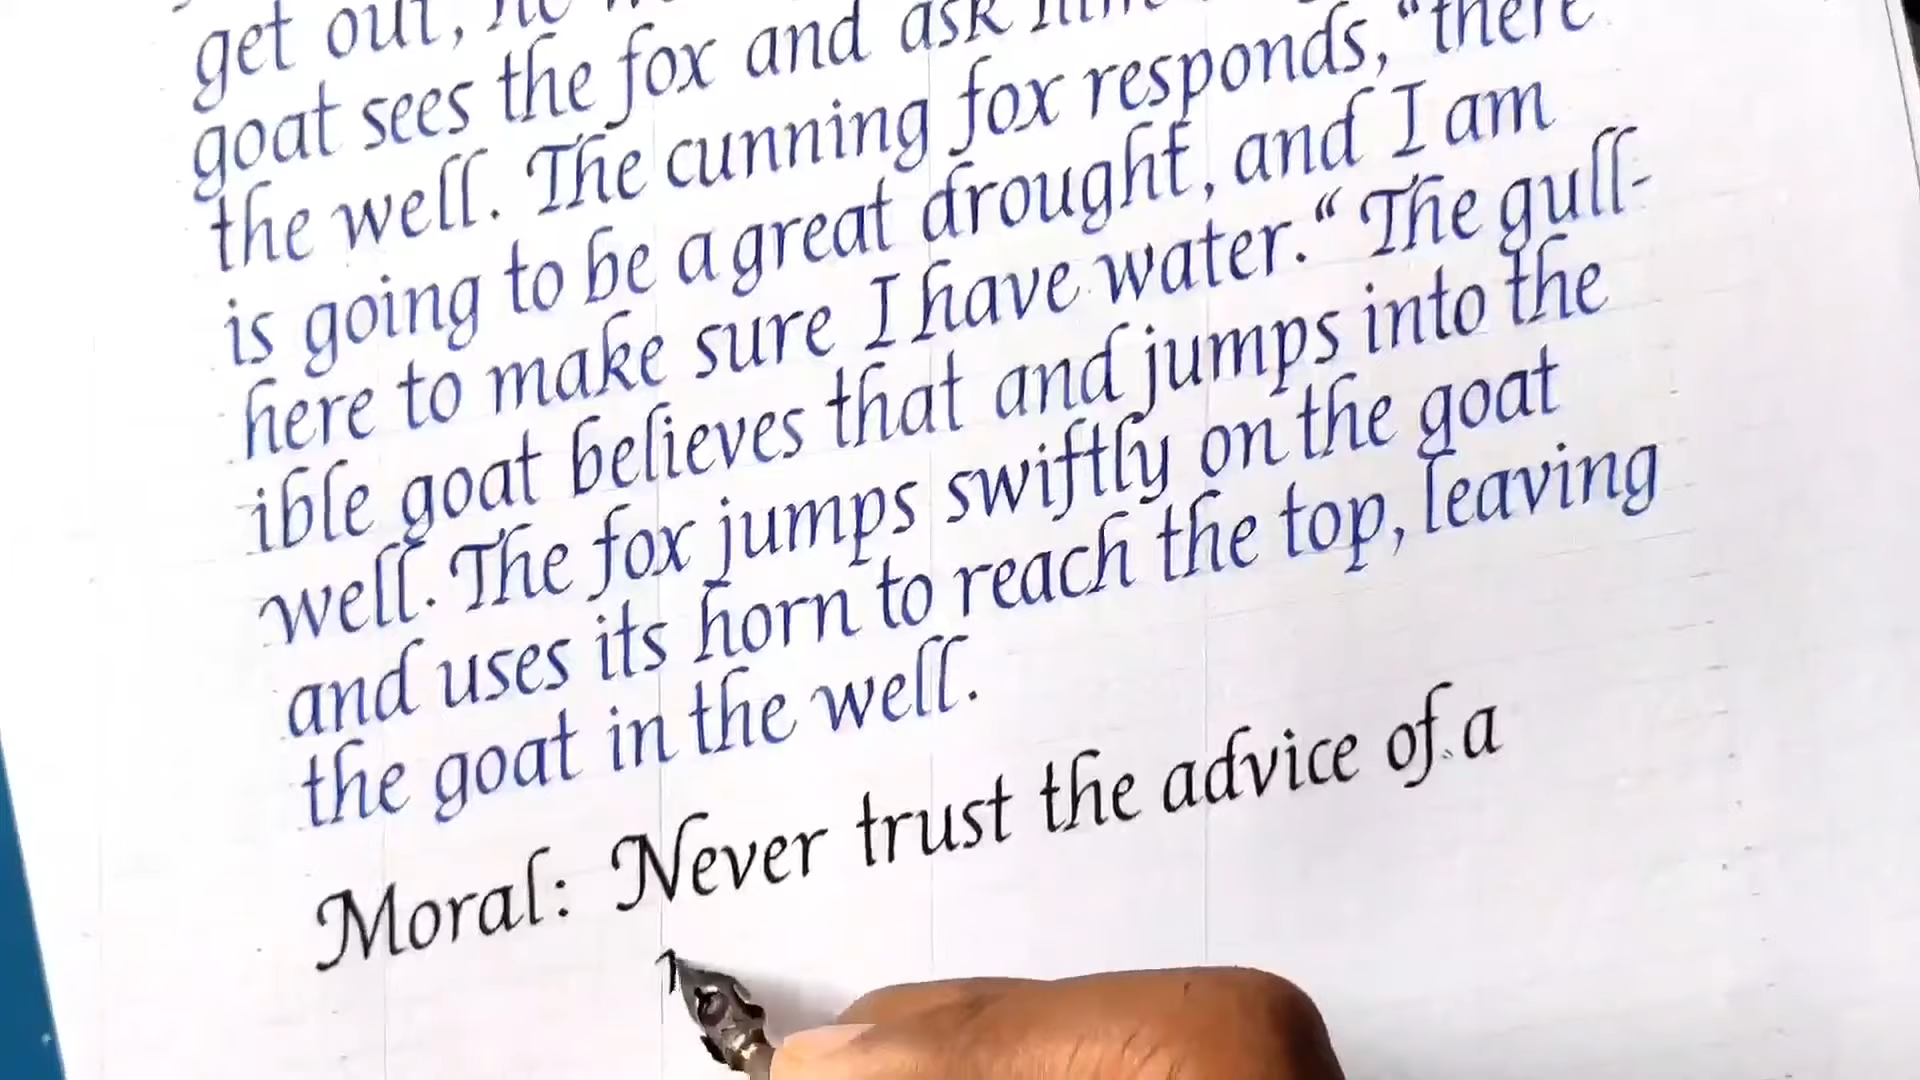 get out, he
goat sees the fox and ask him
the well. The cunning fox responds, “there
is going to be a great drought, and I am
here to make sure I have water.“ The gull-
ible goat believes that and jumps into the
well. The fox jumps swiftly on the goat
and uses its horn to reach the top, leaving
the goat in the well.
Moral: Never trust the advice of a